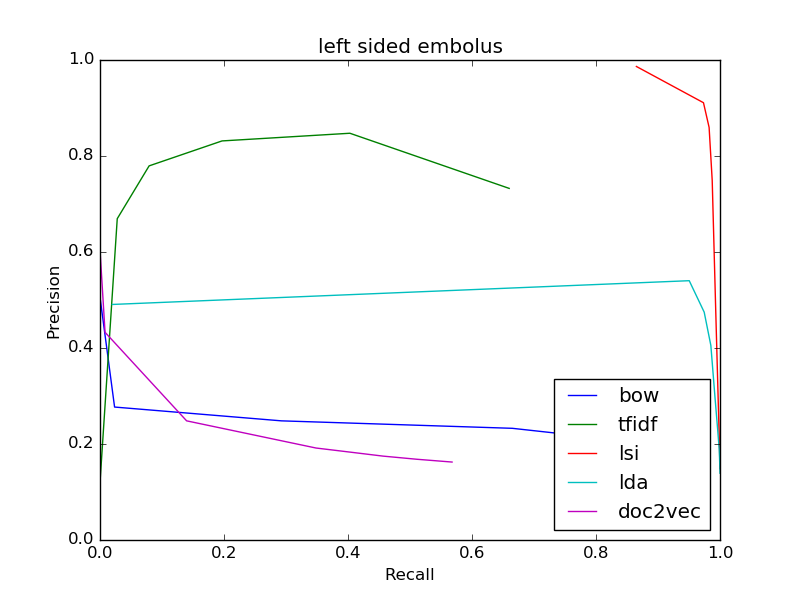 left sided embolus
1.0
0.8
0.6
0.4
0.2
0.0
Precision
0.0 0.2 0.4 0.6 0.8 1.0
Recall
bow
tfidf
lsi
lda
doc2vec